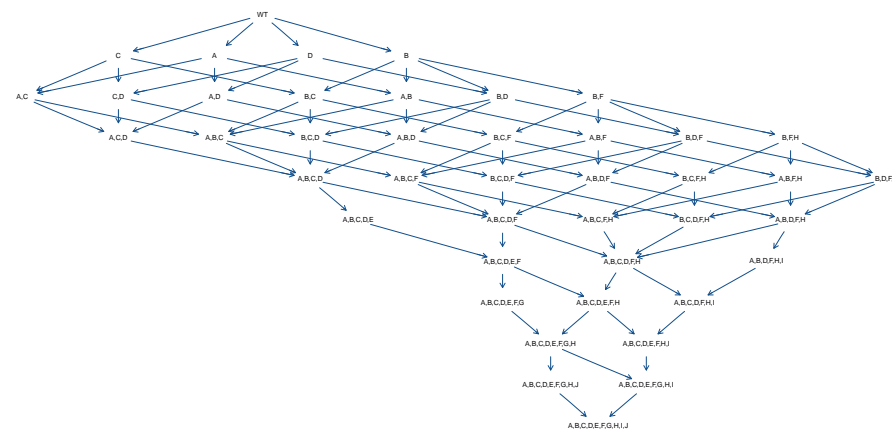 WT
C A D B
A,C C,D A,D B,C A,B B,D B,F
A,C,D A,B,C B,C,D A,B,D B,C,F A,B,F B,D,F B,F,H
A,B,C,D A,B,C,F B,C,D,F A,B,D,F B,C,F,H A,B,F,H B,D,F
A,B,C,D,E A,B,C,D,F A,B,C,F,H B,C,D,F,H A,B,D,F,H
A,B,C,D,E,F A,B,C,D,F,H A,B,D,F,H,I
A,B,C,D,E,F,G A,B,C,D,E,F,H A,B,C,D,F,H,I
A,B,C,D,E,F,G,H A,B,C,D,E,F,H,I
A,B,C,D,E,F,G,H,J A,B,C,D,E,F,G,H,I
A,B,C,D,E,F,G,H,I,J